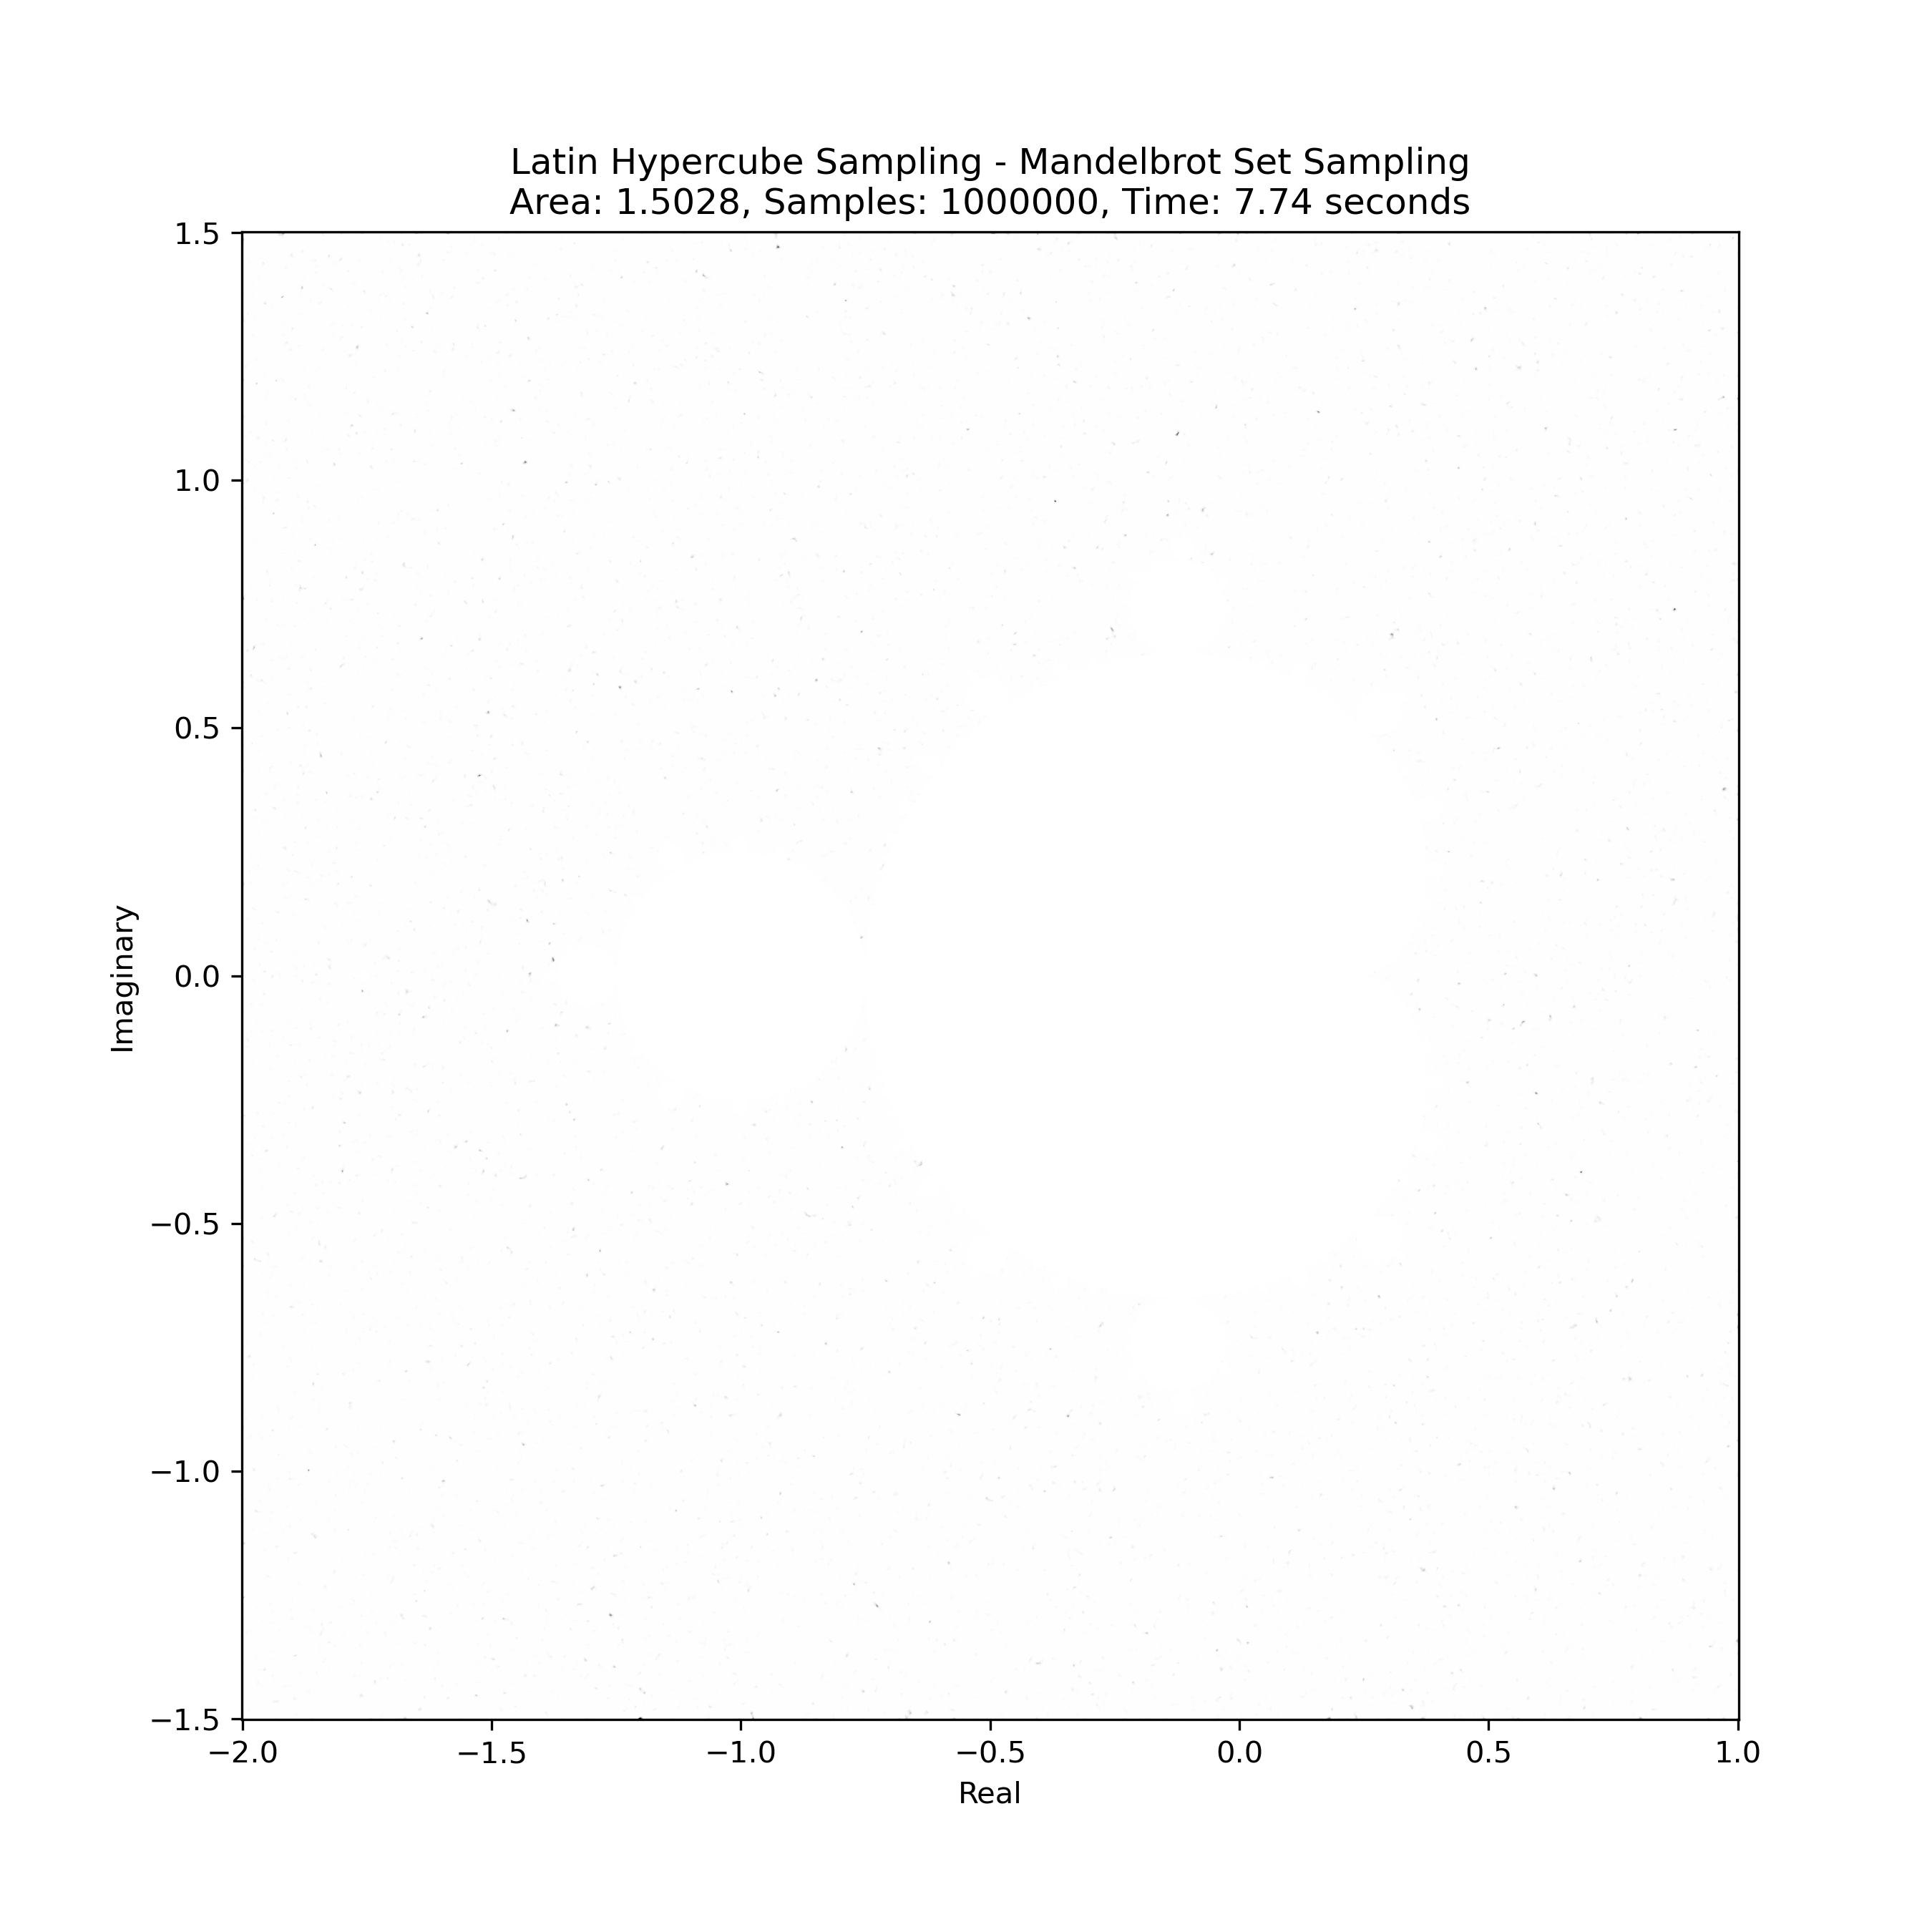 Latin Hypercube Sampling - Mandelbrot Set Sampling
Area: 1.5028, Samples: 1000000, Time: 7.74 seconds
1.5
1.0
0.5
0.0
−0.5
−1.0
−1.5
Imaginary
−2.0 −1.5 −1.0 −0.5 0.0 0.5 1.0
Real